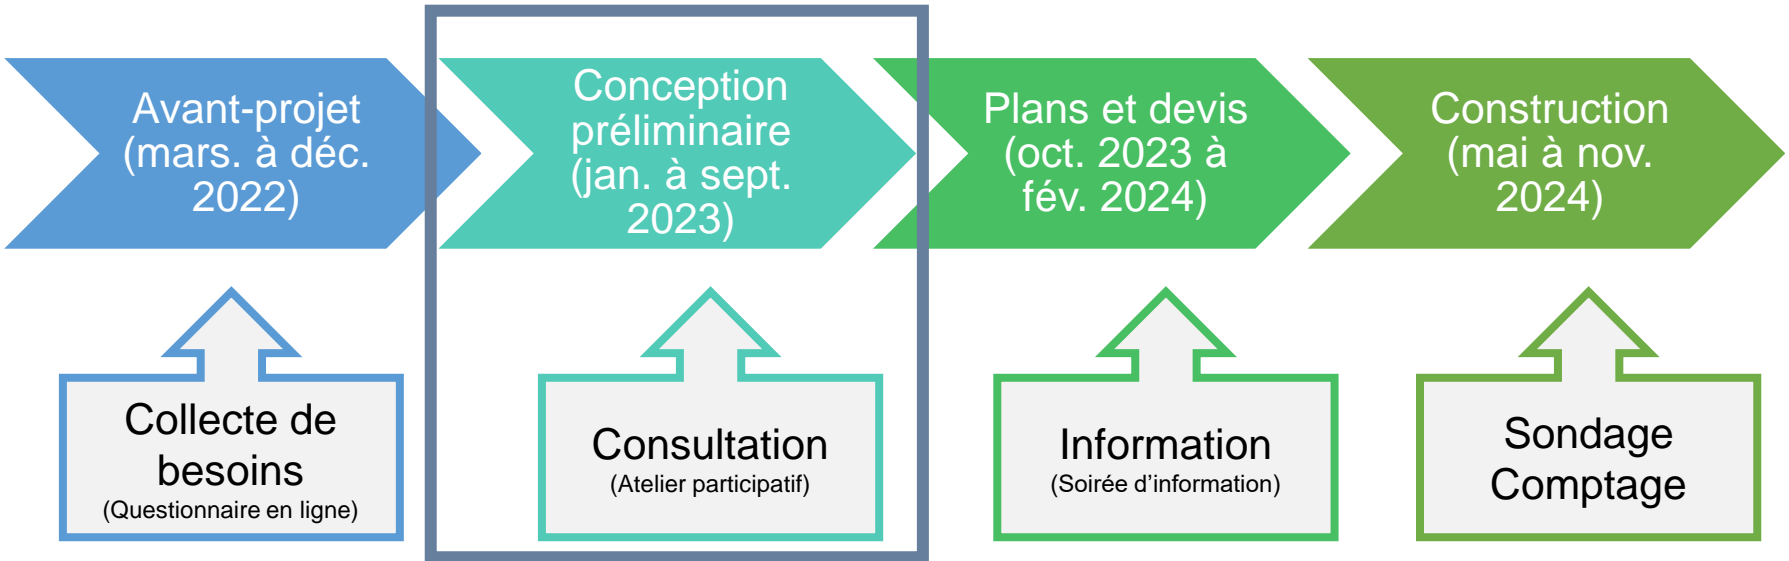 Avant-projet
(mars. à déc.
2022)
Conception
préliminaire
(jan. à sept.
2023)
Plans et devis
(oct. 2023 à
fév. 2024)
Construction
(mai à nov.
2024)
Collecte de
besoins
(Questionnaire en ligne)
Consultation
(Atelier participatif)
Information
(Soirée d’information)
Sondage
Comptage